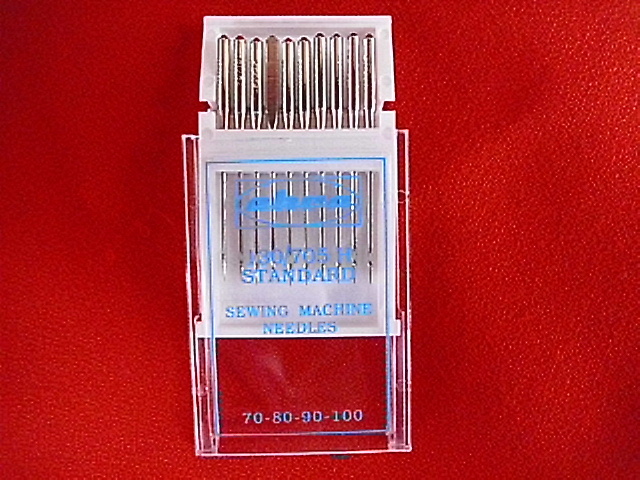 130/705 H
STANDARD
SEWING MACHINE
NEEDLES
70-80-90-100